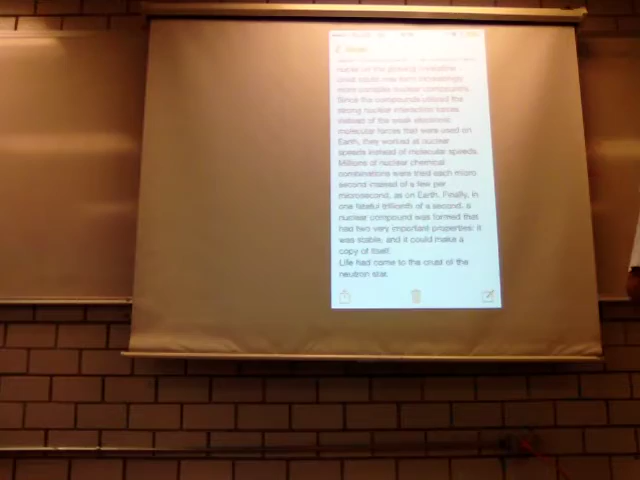 nuclei on the glowing crystalline
crust could now form increasingly
more complex nuclear compounds.
Since the compounds utilized the
strong nuclear interaction forces
instead of the weak electronic
molecular forces that were used on
Earth, they worked at nuclear
speeds instead of molecular speeds.
Millions of nuclear chemical
combinations were tried each micro
second instead of a few per
microsecond, as on Earth. Finally, in
one fateful trillionth of a second, a
nuclear compound was formed that
had two very important properties: it
was stable, and it could make a
copy of itself.
Life had come to the crust of the
neutron star.